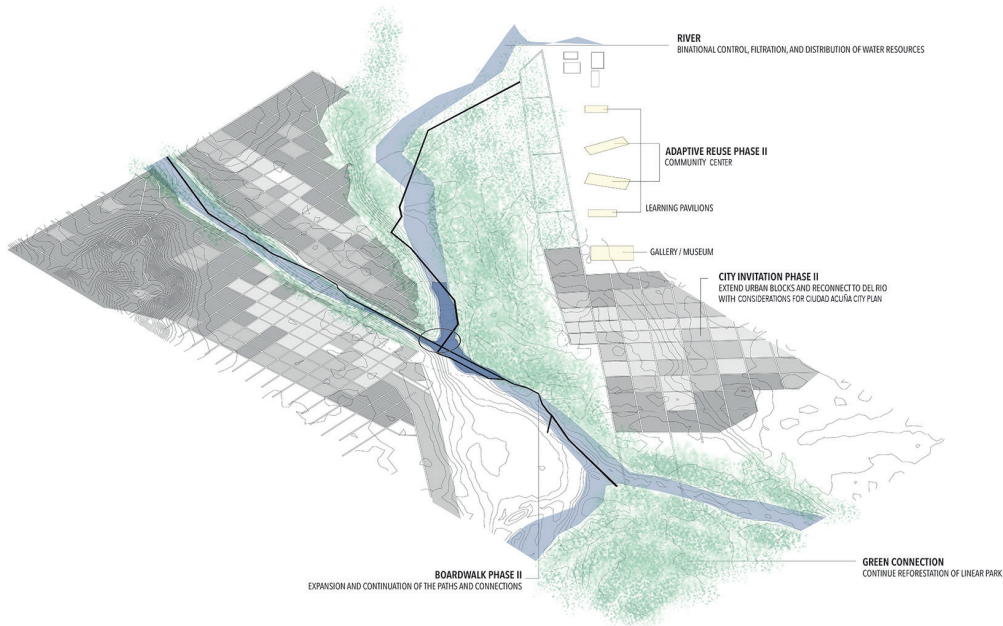 RIVER
BINATIONAL CONTROL, FILTRATION, AND DISTRIBUTION OF WATER RESOURCES
ADAPTIVE REUSE PHASE II
COMMUNITY CENTER
LEARNING PAVILIONS
GALLERY / MUSEUM
CITY INVITATION PHASE II
EXTEND URBAN BLOCKS AND RECONNECT TO DEL RIO
WITH CONSIDERATIONS FOR CIUDAD ACUÑA CITY PLAN
GREEN CONNECTION
CONTINUE REFORESTATION OF LINEAR PARK
BOARDWALK PHASE II
EXPANSION AND CONTINUATION OF THE PATHS AND CONNECTIONS